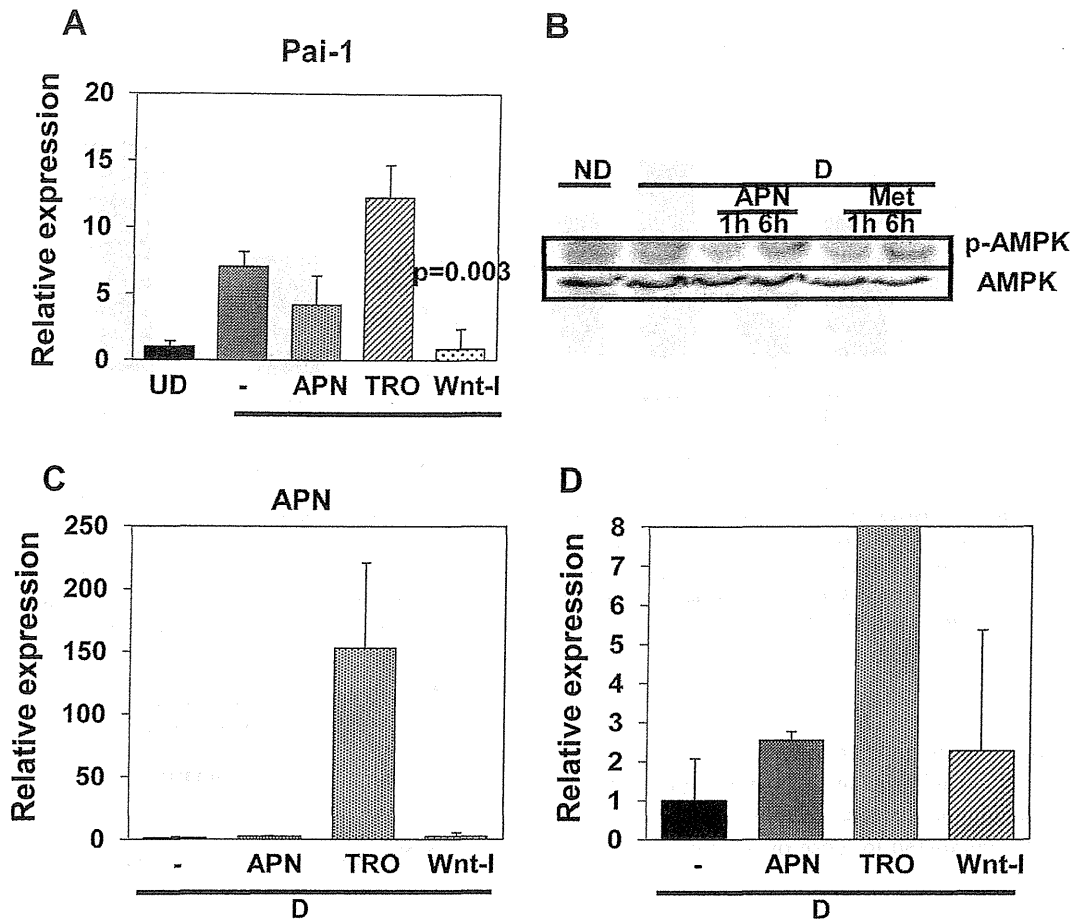 A
Pai-1
Relative expression
20
15
10
5
0
p=0.003
UD - APN TRO Wnt-I
B
ND D
APN Met
1h 6h 1h 6h
p-AMPK
AMPK
C
APN
Relative expression
250
200
150
100
50
0
- APN TRO Wnt-I
D
D
Relative expression
8
7
6
5
4
3
2
1
0
- APN TRO Wnt-I
D